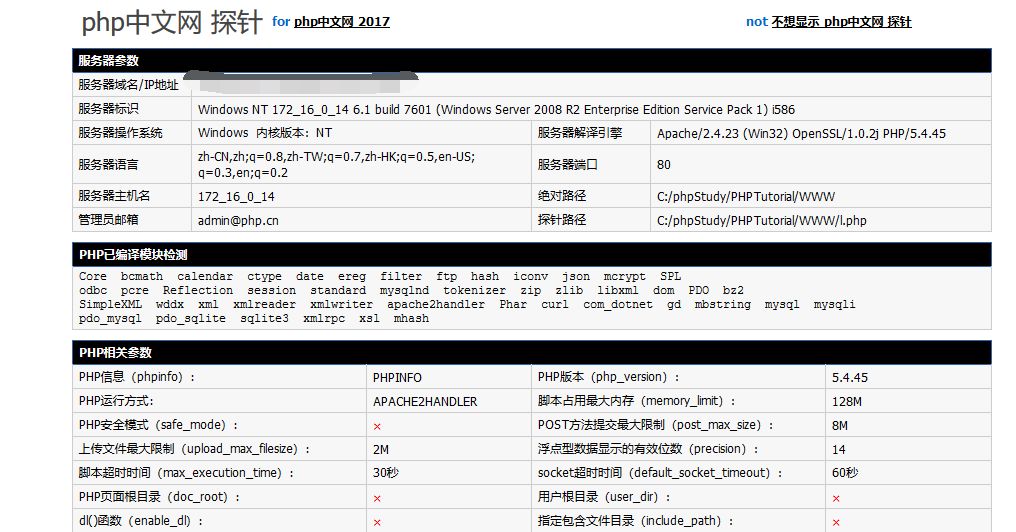 php中文网 探针 for php中文网 2017 not 不想显示 php中文网 探针
服务器参数
服务器域名/IP地址
服务器标识 Windows NT 172_16_0_14 6.1 build 7601 (Windows Server 2008 R2 Enterprise Edition Service Pack 1) i586
服务器操作系统 Windows 内核版本：NT 服务器解译引擎 Apache/2.4.23 (Win32) OpenSSL/1.0.2j PHP/5.4.45
服务器语言 zh-CN,zh;q=0.8,zh-TW;q=0.7,zh-HK;q=0.5,en-US;
q=0.3,en;q=0.2 服务器端口 80
服务器主机名 172_16_0_14 绝对路径 C:/phpStudy/PHPTutorial/WWW
管理员邮箱 admin@php.cn 探针路径 C:/phpStudy/PHPTutorial/WWW/l.php
PHP已编译模块检测
Core bcmath calendar ctype date ereg filter ftp hash iconv json mcrypt SPL
odbc pcre Reflection session standard mysqlnd tokenizer zip zlib libxml dom PDO bz2
SimpleXML wddx xml xmlreader xmlwriter apache2handler Phar curl com_dotnet gd mbstring mysql mysqli
pdo_mysql pdo_sqlite sqlite3 xmlrpc xsl mhash
PHP相关参数
PHP信息（phpinfo）： PHPINFO PHP版本（php_version）： 5.4.45
PHP运行方式： APACHE2HANDLER 脚本占用最大内存（memory_limit）： 128M
PHP安全模式（safe_mode）： × POST方法提交最大限制（post_max_size）： 8M
上传文件最大限制（upload_max_filesize）： 2M 浮点型数据显示的有效位数（precision）： 14
脚本超时时间（max_execution_time）： 30秒 socket超时时间（default_socket_timeout）： 60秒
PHP页面根目录（doc_root）： × 用户根目录（user_dir）： ×
dl()函数（enable_dl）： × 指定包含文件目录（include_path）： ×